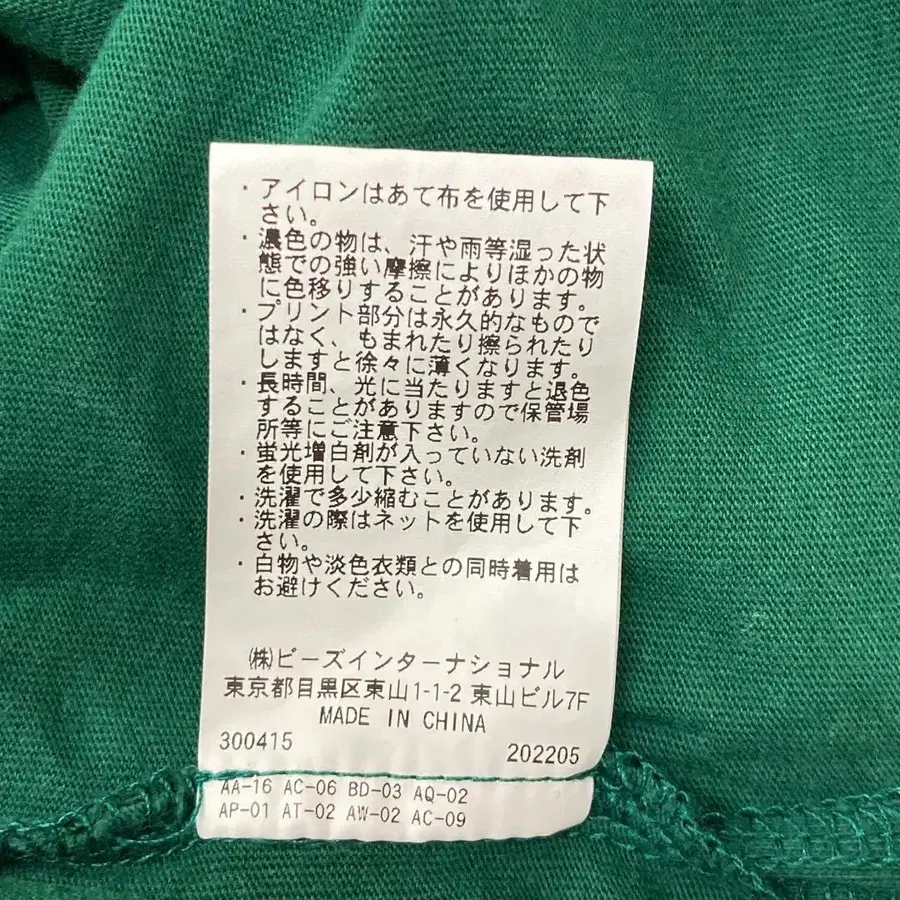 ・アイロンはあて布を使用して下
さい。
・濃色の物は、汗や雨等湿った状
態での強い摩擦によりほかの物
に色移りすることがあります。
・プリント部分は永久的なもので
はなく、もまれたり擦られたり
しますと徐々に薄くなります。
・長時間、光に当たりますと退色
することがありますので保管場
所等にご注意下さい。
・蛍光増白剤が入っていない洗剤
を使用して下さい。
・洗濯で多少縮むことがあります。
・洗濯の際はネットを使用して下
さい。
・白物や淡色衣類との同時着用は
お避けください。
㈱ビーズインターナショナル
東京都目黒区東山1-1-2 東山ビル7F
MADE IN CHINA
300415 202205
AA-16 AC-06 BD-03 AQ-02
AP-01 AT-02 AW-02 AC-09